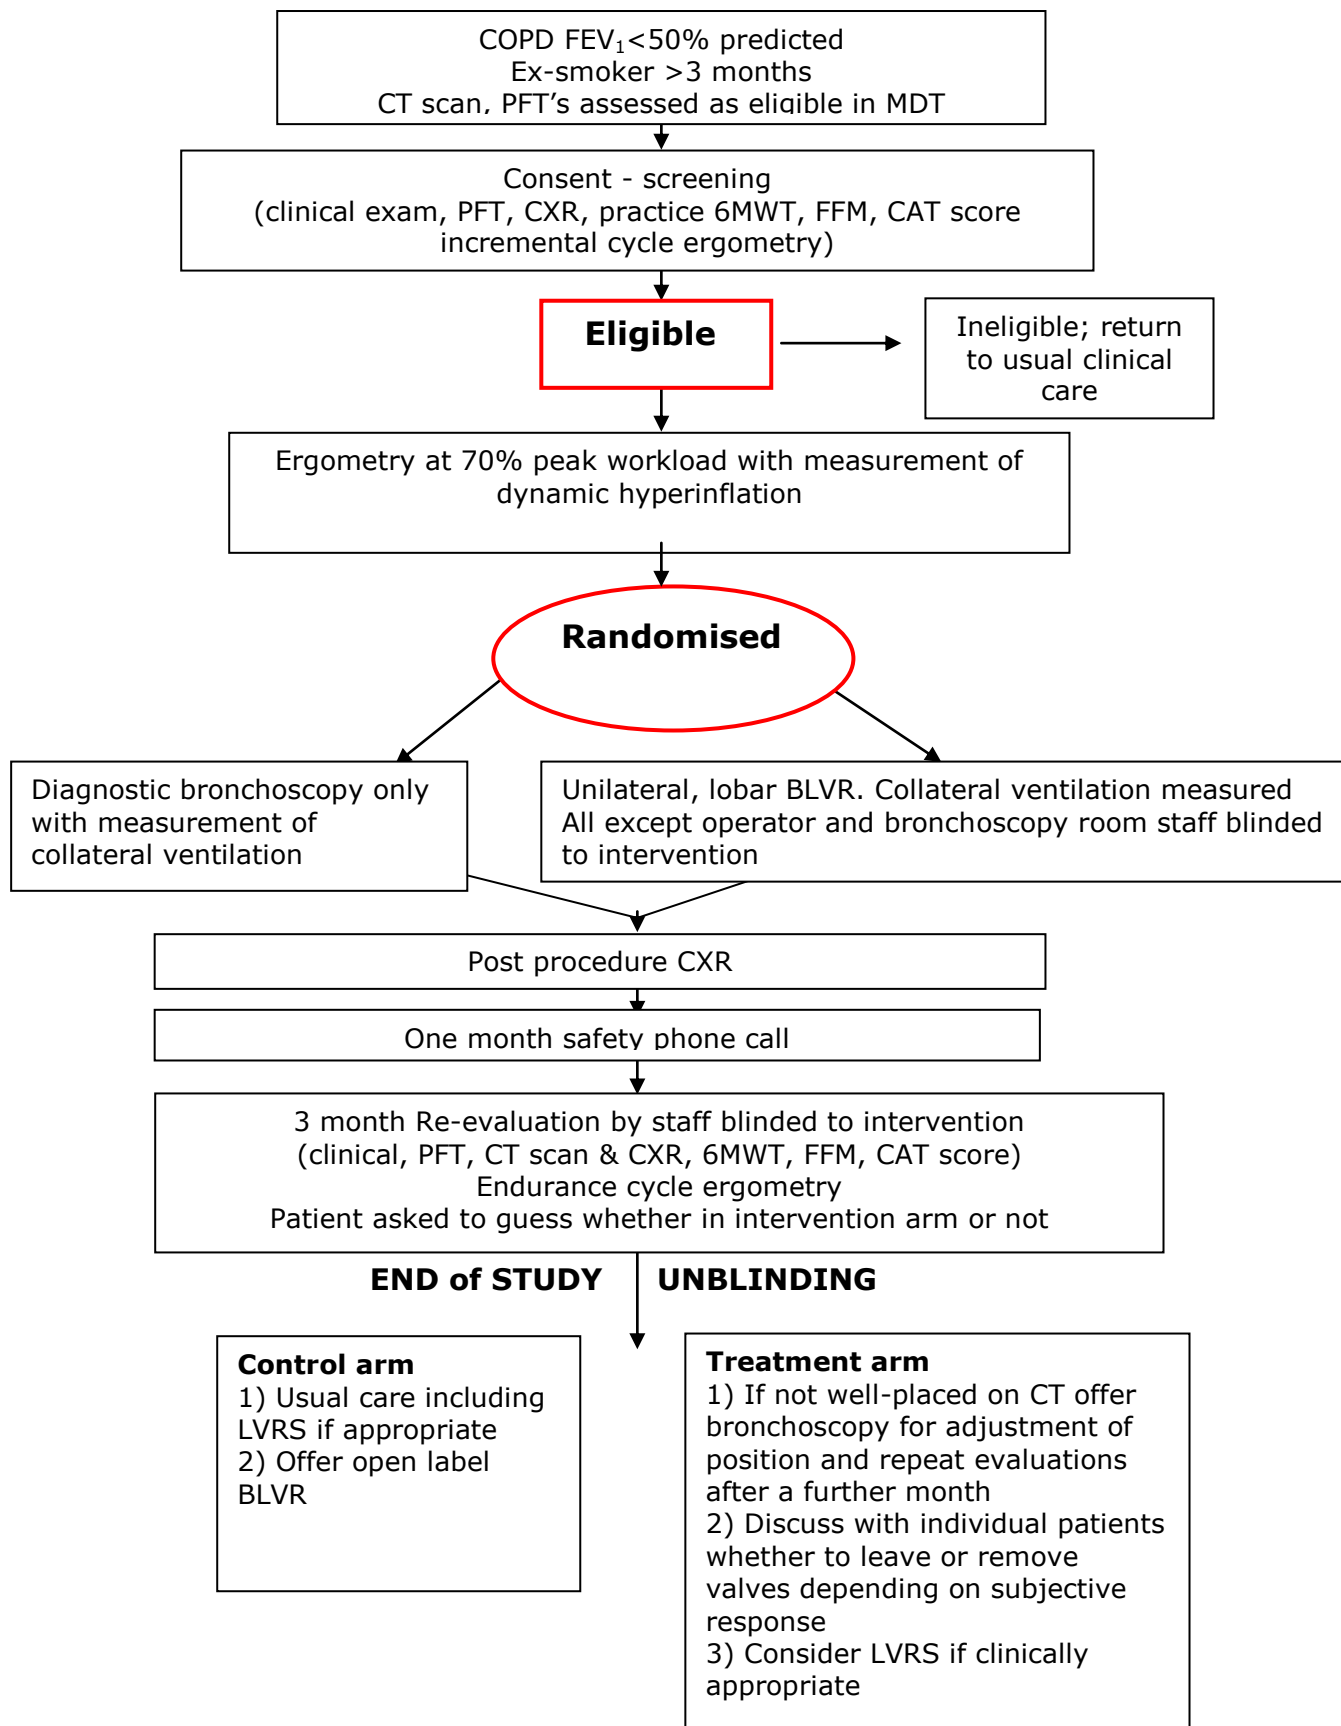 COPD FEV₁<50% predicted
Ex-smoker >3 months
CT scan, PFT's assessed as eligible in MDT
Consent - screening
(clinical exam, PFT, CXR, practice 6MWT, FFM, CAT score
incremental cycle ergometry)
Eligible
Ineligible; return
to usual clinical
care
Ergometry at 70% peak workload with measurement of
dynamic hyperinflation
Randomised
Diagnostic bronchoscopy only
with measurement of
collateral ventilation
Unilateral, lobar BLVR. Collateral ventilation measured
All except operator and bronchoscopy room staff blinded
to intervention
Post procedure CXR
One month safety phone call
3 month Re-evaluation by staff blinded to intervention
(clinical, PFT, CT scan & CXR, 6MWT, FFM, CAT score)
Endurance cycle ergometry
Patient asked to guess whether in intervention arm or not
END of STUDY UNBLINDING
Control arm
1) Usual care including
LVRS if appropriate
2) Offer open label
BLVR
Treatment arm
1) If not well-placed on CT offer
bronchoscopy for adjustment of
position and repeat evaluations
after a further month
2) Discuss with individual patients
whether to leave or remove
valves depending on subjective
response
3) Consider LVRS if clinically
appropriate